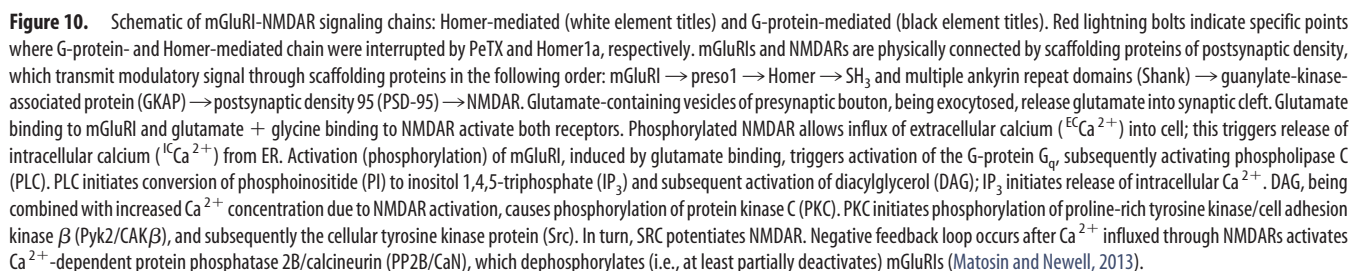 Figure 10. Schematic of mGluRI-NMDAR signaling chains: Homer-mediated (white element titles) and G-protein-mediated (black element titles). Red lightning bolts indicate specific points
where G-protein- and Homer-mediated chain were interrupted by PeTX and Homer1a, respectively. mGluRIs and NMDARs are physically connected by scaffolding proteins of postsynaptic density,
which transmit modulatory signal through scaffolding proteins in the following order: mGluRI → preso1 → Homer → SH₃ and multiple ankyrin repeat domains (Shank) → guanylate-kinase-
associated protein (GKAP) → postsynaptic density 95 (PSD-95) → NMDAR. Glutamate-containing vesicles of presynaptic bouton, being exocytosed, release glutamate into synaptic cleft. Glutamate
binding to mGluRI and glutamate + glycine binding to NMDAR activate both receptors. Phosphorylated NMDAR allows influx of extracellular calcium (ᴱᶜCa²⁺) into cell; this triggers release of
intracellular calcium (ᴵᶜCa²⁺) from ER. Activation (phosphorylation) of mGluRI, induced by glutamate binding, triggers activation of the G-protein Gq, subsequently activating phospholipase C
(PLC). PLC initiates conversion of phosphoinositide (PI) to inositol 1,4,5-triphosphate (IP₃) and subsequent activation of diacylglycerol (DAG); IP₃ initiates release of intracellular Ca²⁺. DAG, being
combined with increased Ca²⁺ concentration due to NMDAR activation, causes phosphorylation of protein kinase C (PKC). PKC initiates phosphorylation of proline-rich tyrosine kinase/cell adhesion
kinase β (Pyk2/CAKβ), and subsequently the cellular tyrosine kinase protein (Src). In turn, SRC potentiates NMDAR. Negative feedback loop occurs after Ca²⁺ influxed through NMDARs activates
Ca²⁺-dependent protein phosphatase 2B/calcineurin (PP2B/CaN), which dephosphorylates (i.e., at least partially deactivates) mGluRIs (Matosin and Newell, 2013).